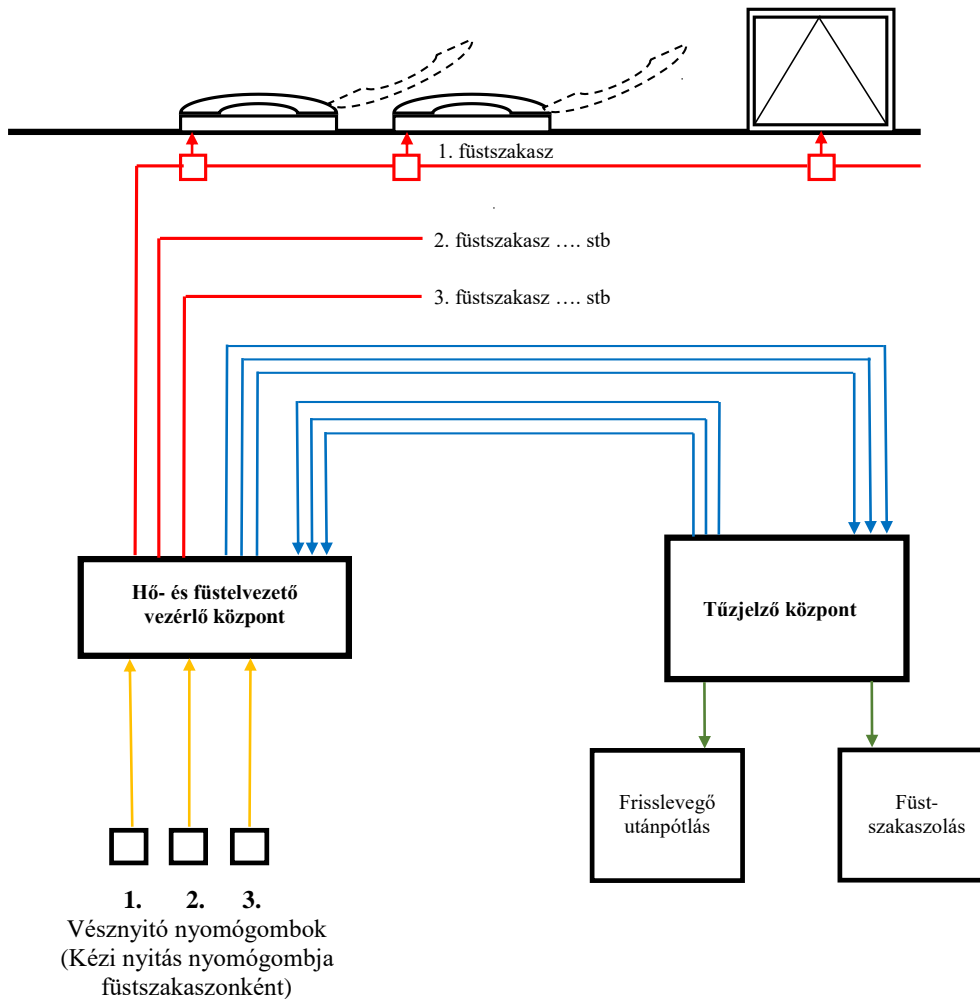 1. füstszakasz
2. füstszakasz …. stb
3. füstszakasz …. stb
Hő- és füstelvezető
vezérlő központ
Tűzjelző központ
Frisslevegő
utánpótlás
Füst-
szakaszolás
1. 2. 3.
Vésznyitó nyomógombok
(Kézi nyitás nyomógombja
füstszakaszonként)